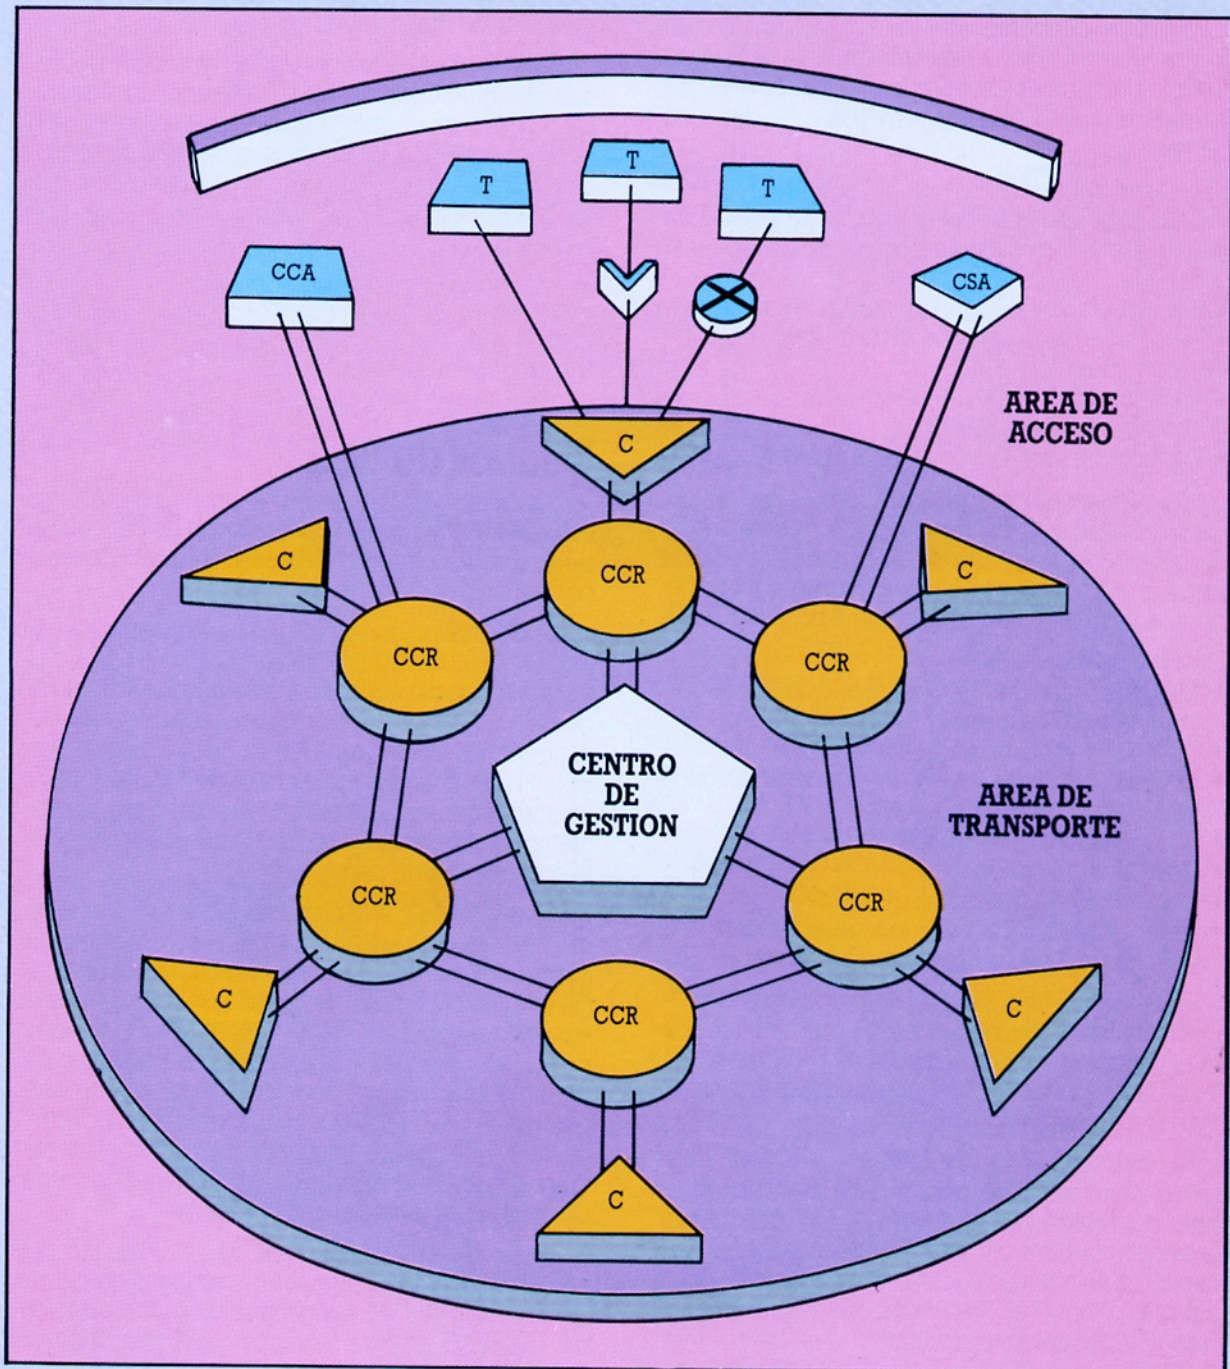 T
T
T
CCA
CSA
AREA DE
ACCESO
C
C
C
CCR
CCR
CCR
CENTRO
DE
GESTION
AREA DE
TRANSPORTE
CCR
CCR
C
C
CCR
C